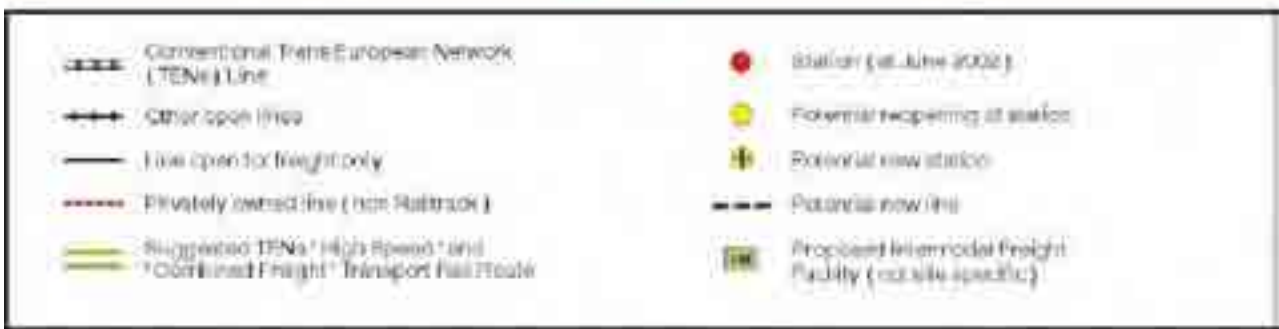 Conventional Trans European Network
(TENs) Line
Other open lines
Line open for freight only
Privately owned line (non Railtrack)
Suggested TENs "High Speed" and
"Combined Freight" Transport Rail Route
Station (at June 2002)
Potential reopening of station
Potential new station
Potential new line
Proposed Intermodal Freight
Facility (not site specific)